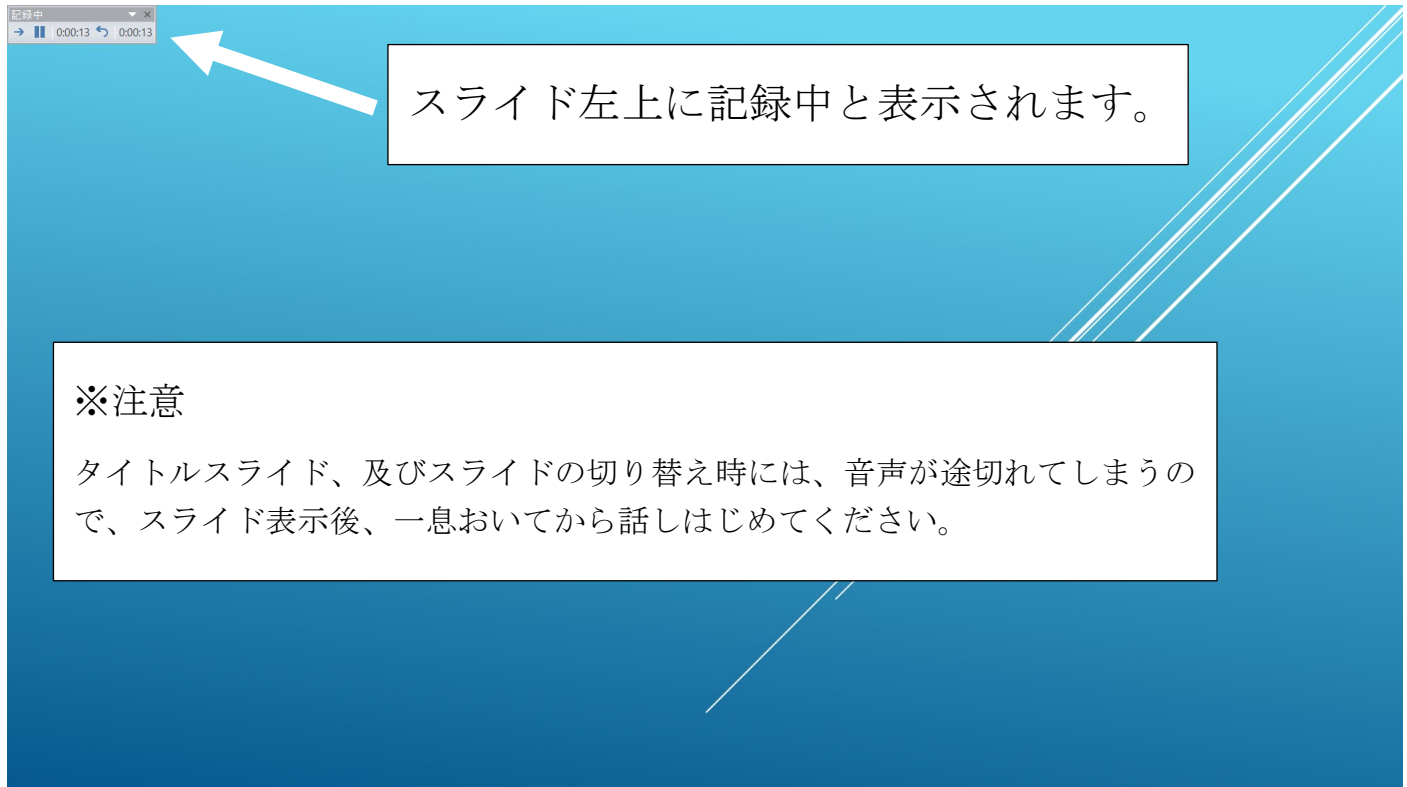 記録中
0:00:13 0:00:13
スライド左上に記録中と表示されます。
※注意
タイトルスライド、及びスライドの切り替え時には、音声が途切れてしまうの
で、スライド表示後、一息おいてから話しはじめてください。